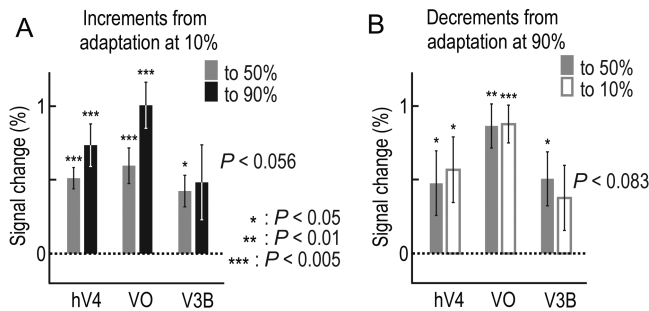 A
Increments from
adaptation at 10%
to 50%
to 90%
Signal change (%)
1
0
***
***
***
***
*
P < 0.056
* : P < 0.05
** : P < 0.01
*** : P < 0.005
hV4
VO
V3B
B
Decrements from
adaptation at 90%
to 50%
to 10%
Signal change (%)
1
0
*
*
**
***
*
P < 0.083
hV4
VO
V3B